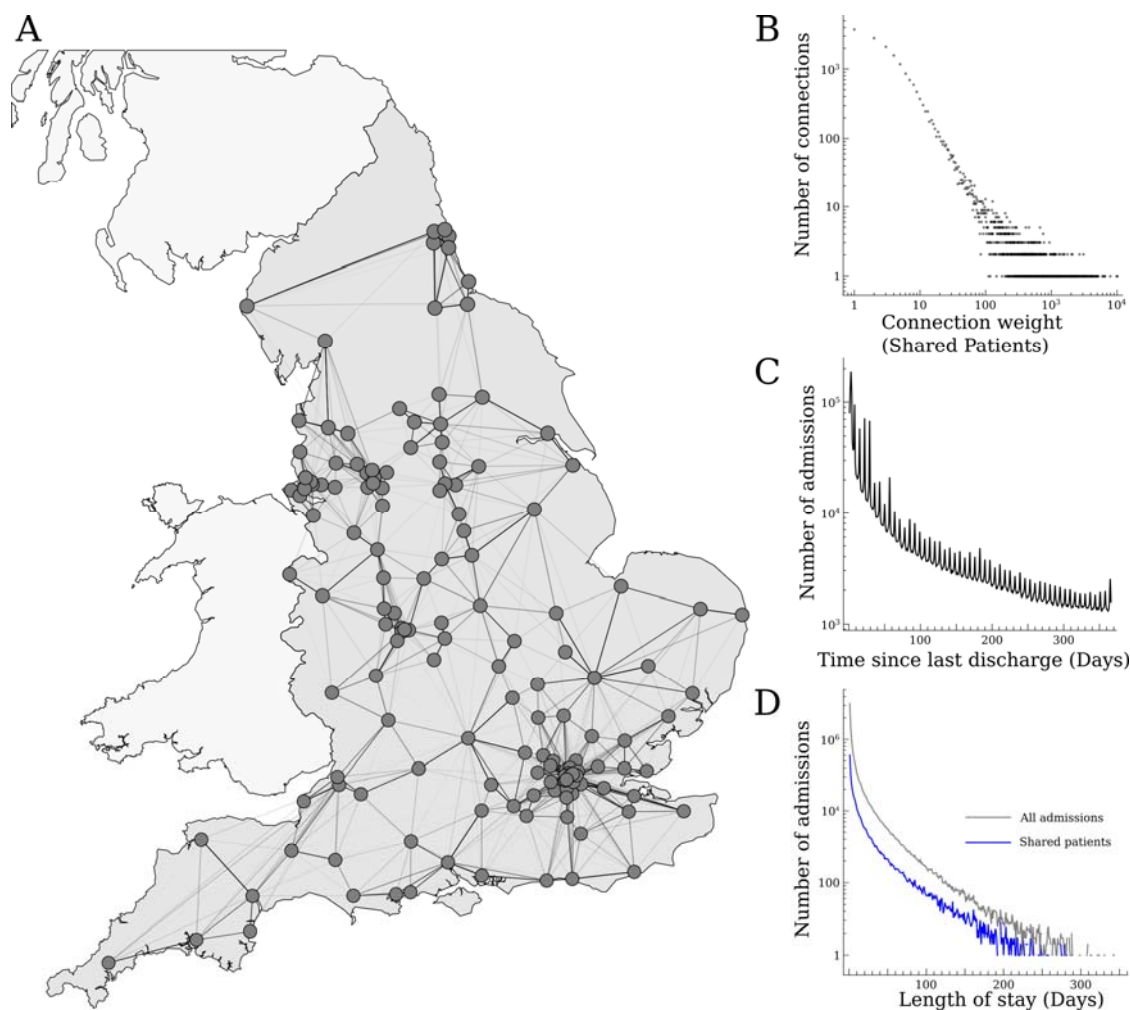 A
B
Number of connections
10³
100
10
1
1
10
100
10³
10⁴
Connection weight
(Shared Patients)
C
Number of admissions
10⁵
10⁴
10³
100
200
300
Time since last discharge (Days)
D
Number of admissions
10⁶
10⁴
100
1
All admissions
Shared patients
100
200
300
Length of stay (Days)